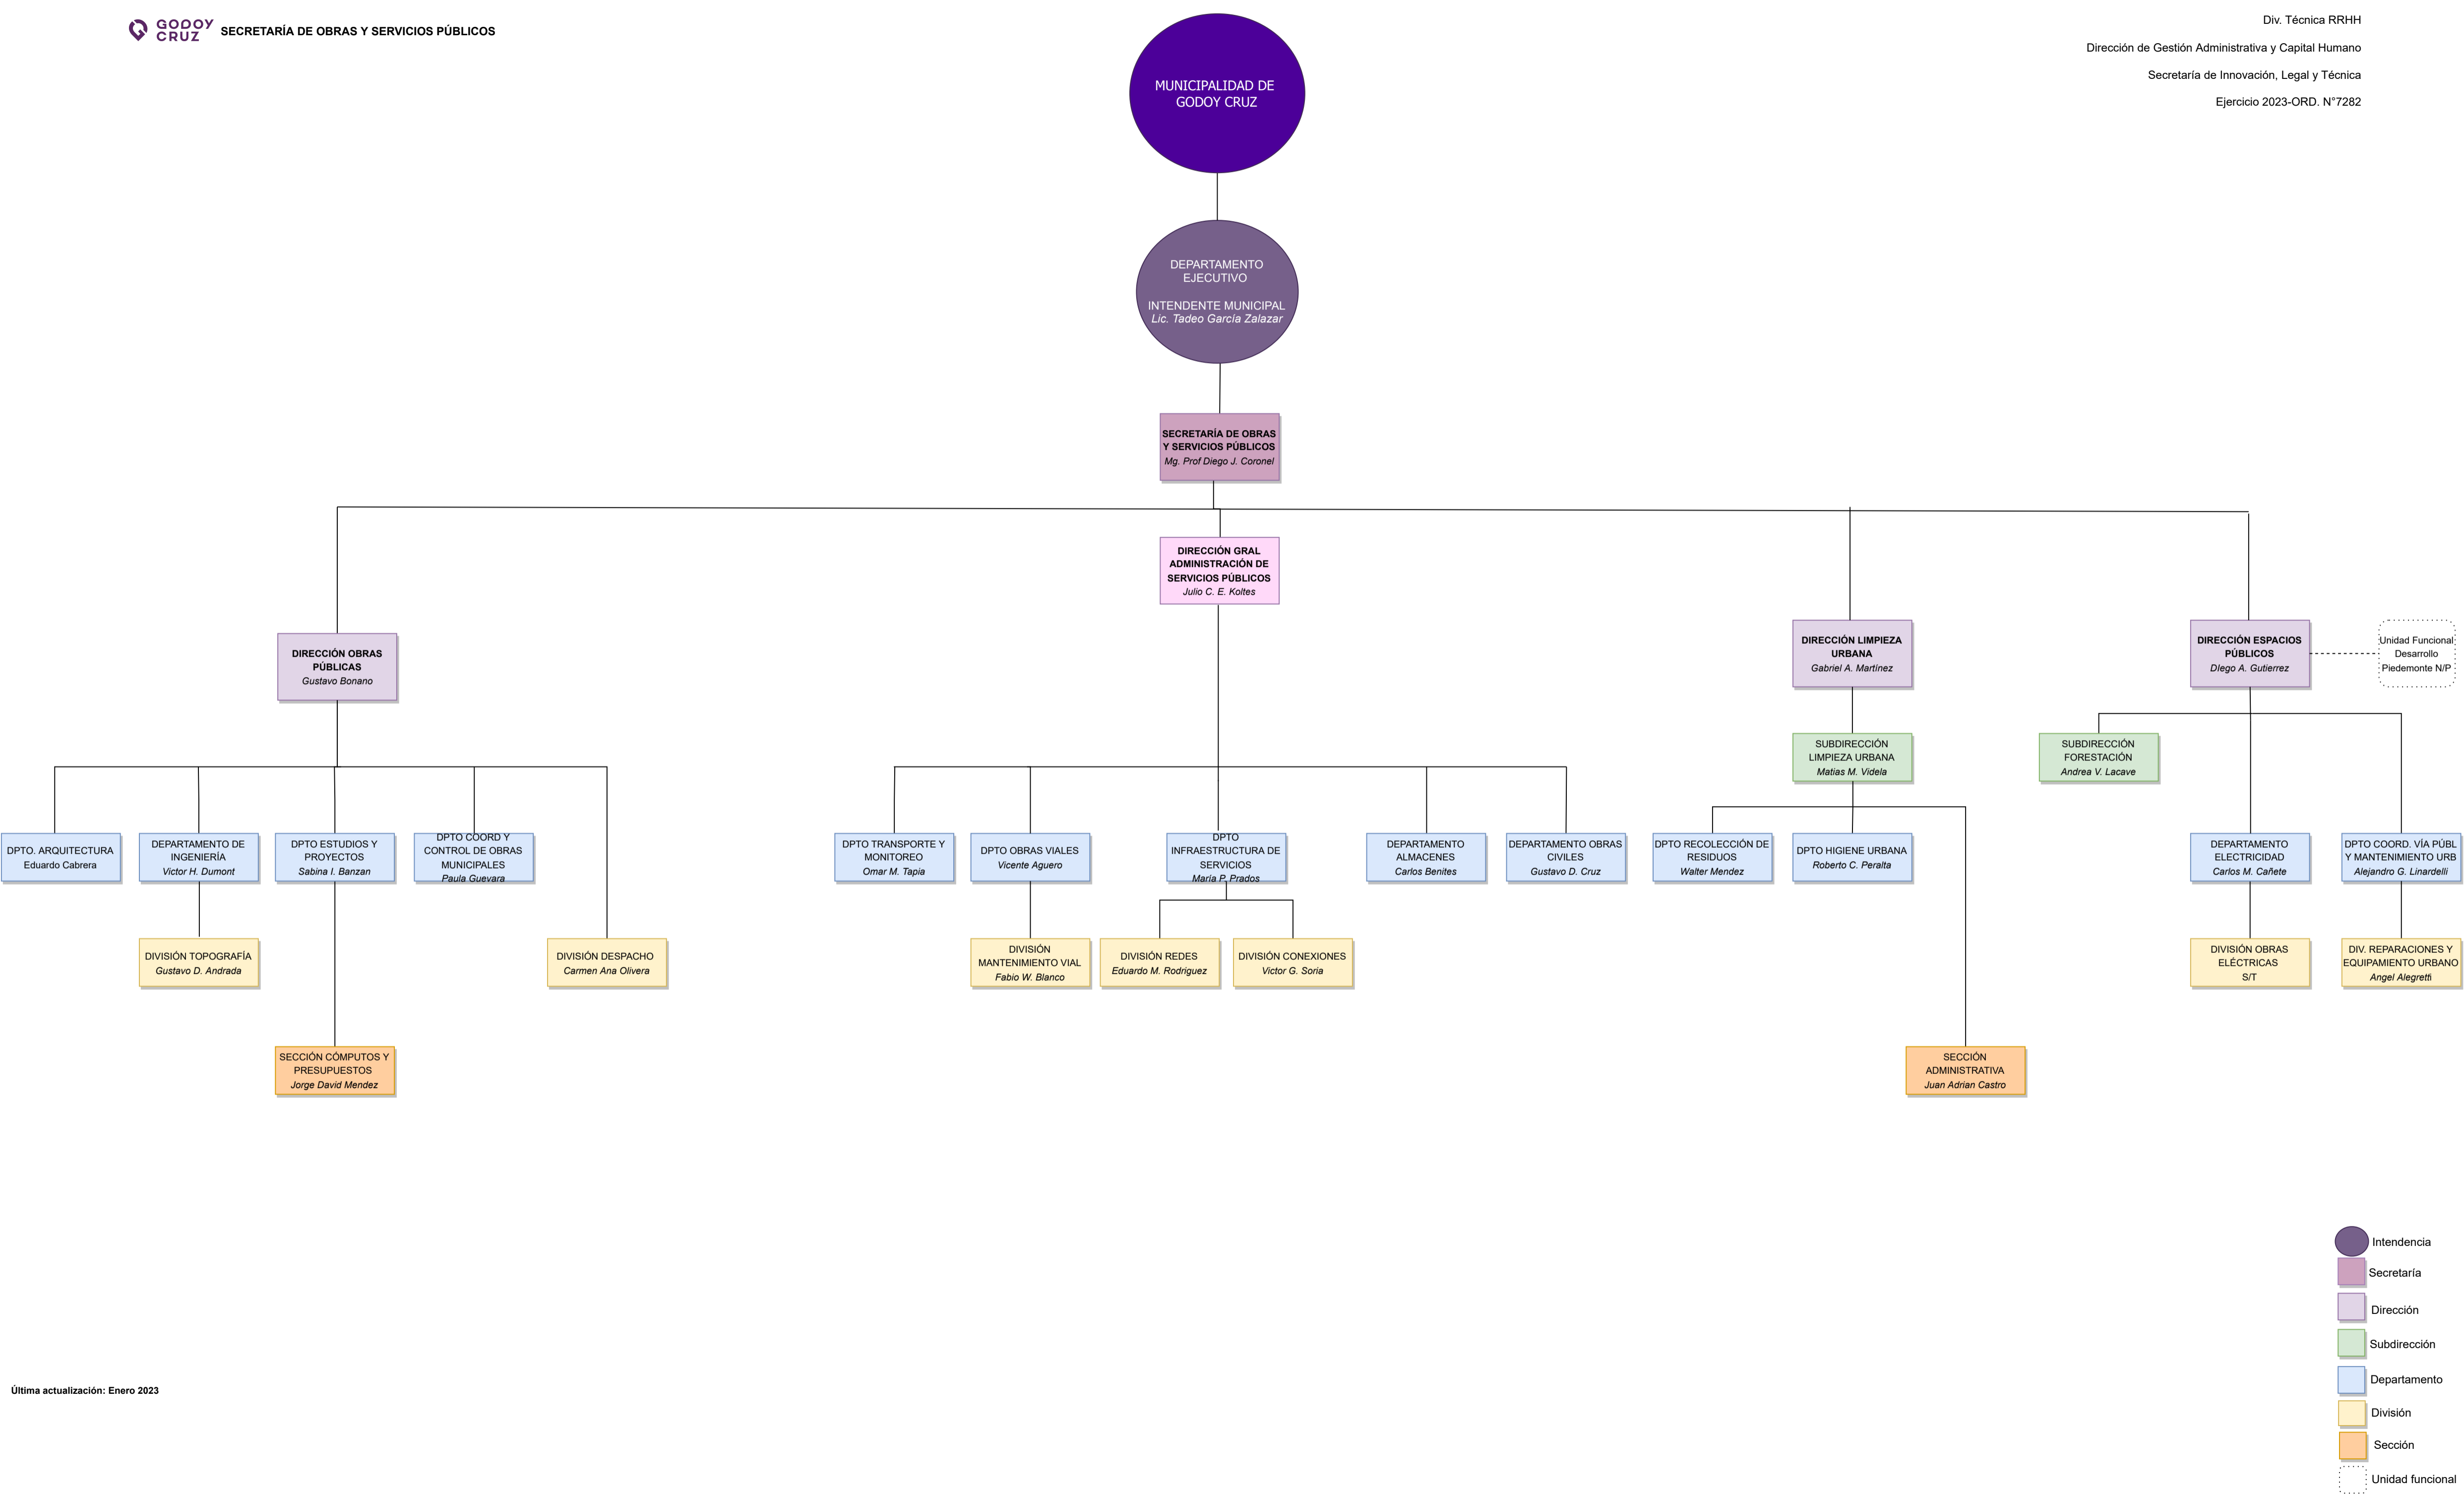 GODOY
CRUZ
SECRETARÍA DE OBRAS Y SERVICIOS PÚBLICOS
Div. Técnica RRHH
Dirección de Gestión Administrativa y Capital Humano
Secretaría de Innovación, Legal y Técnica
Ejercicio 2023-ORD. N°7282
MUNICIPALIDAD DE
GODOY CRUZ
DEPARTAMENTO
EJECUTIVO
INTENDENTE MUNICIPAL
Lic. Tadeo García Zalazar
SECRETARÍA DE OBRAS
Y SERVICIOS PÚBLICOS
Mg. Prof Diego J. Coronel
DIRECCIÓN GRAL
ADMINISTRACIÓN DE
SERVICIOS PÚBLICOS
Julio C. E. Koltes
DIRECCIÓN OBRAS
PÚBLICAS
Gustavo Bonano
DIRECCIÓN LIMPIEZA
URBANA
Gabriel A. Martínez
DIRECCIÓN ESPACIOS
PÚBLICOS
DIego A. Gutierrez
Unidad Funcional
Desarrollo
Piedemonte N/P
SUBDIRECCIÓN
LIMPIEZA URBANA
Matias M. Videla
SUBDIRECCIÓN
FORESTACIÓN
Andrea V. Lacave
DPTO. ARQUITECTURA
Eduardo Cabrera
DEPARTAMENTO DE
INGENIERÍA
Víctor H. Dumont
DPTO ESTUDIOS Y
PROYECTOS
Sabina I. Banzan
DPTO COORD Y
CONTROL DE OBRAS
MUNICIPALES
Paula Guevara
DPTO TRANSPORTE Y
MONITOREO
Omar M. Tapia
DPTO OBRAS VIALES
Vicente Aguero
DPTO
INFRAESTRUCTURA DE
SERVICIOS
María P. Prados
DEPARTAMENTO
ALMACENES
Carlos Benites
DEPARTAMENTO OBRAS
CIVILES
Gustavo D. Cruz
DPTO RECOLECCIÓN DE
RESIDUOS
Walter Mendez
DPTO HIGIENE URBANA
Roberto C. Peralta
DEPARTAMENTO
ELECTRICIDAD
Carlos M. Cañete
DPTO COORD. VÍA PÚBL
Y MANTENIMIENTO URB
Alejandro G. Linardelli
DIVISIÓN TOPOGRAFÍA
Gustavo D. Andrada
DIVISIÓN DESPACHO
Carmen Ana Olivera
DIVISIÓN
MANTENIMIENTO VIAL
Fabio W. Blanco
DIVISIÓN REDES
Eduardo M. Rodriguez
DIVISIÓN CONEXIONES
Victor G. Soria
DIVISIÓN OBRAS
ELÉCTRICAS
S/T
DIV. REPARACIONES Y
EQUIPAMIENTO URBANO
Angel Alegretti
SECCIÓN CÓMPUTOS Y
PRESUPUESTOS
Jorge David Mendez
SECCIÓN
ADMINISTRATIVA
Juan Adrian Castro
Intendencia
Secretaría
Dirección
Subdirección
Departamento
División
Sección
Unidad funcional
Última actualización: Enero 2023